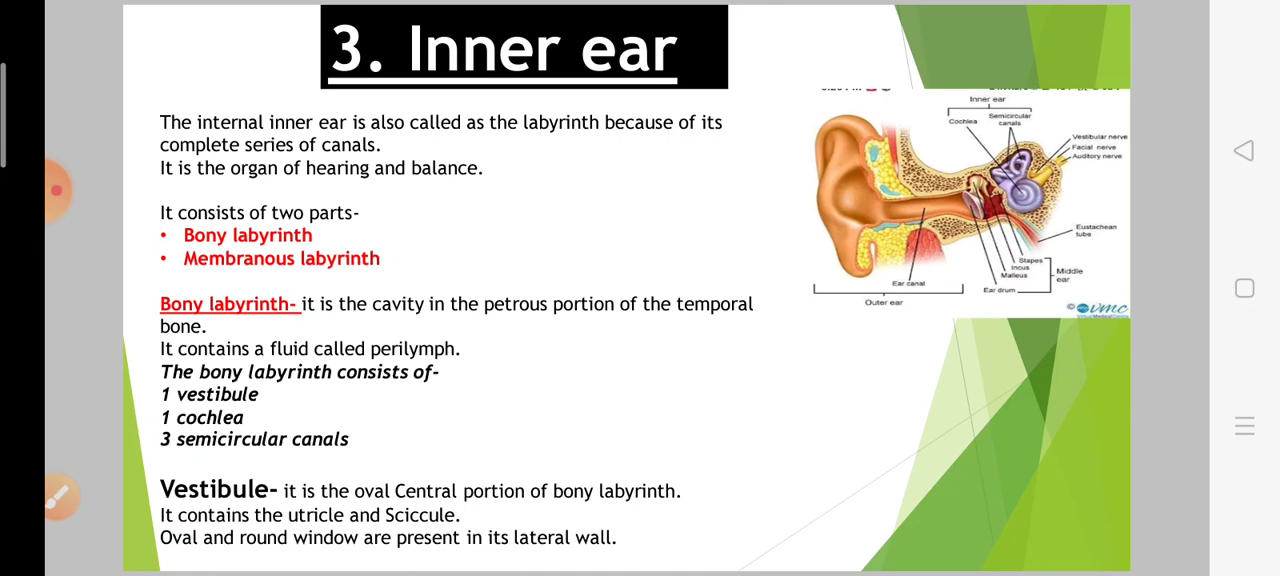 3. Inner ear
The internal inner ear is also called as the labyrinth because of its
complete series of canals.
It is the organ of hearing and balance.
It consists of two parts-
• Bony labyrinth
• Membranous labyrinth
Bony labyrinth- it is the cavity in the petrous portion of the temporal
bone.
It contains a fluid called perilymph.
The bony labyrinth consists of-
1 vestibule
1 cochlea
3 semicircular canals
Vestibule- it is the oval Central portion of bony labyrinth.
It contains the utricle and Sciccule.
Oval and round window are present in its lateral wall.
Inner ear
Cochlea
Semicircular
canals
Vestibular nerve
Facial nerve
Auditory nerve
Eustachean
tube
Stapes
Incus
Malleus
Middle
ear
Ear drum
Ear canal
Outer ear
© vmc